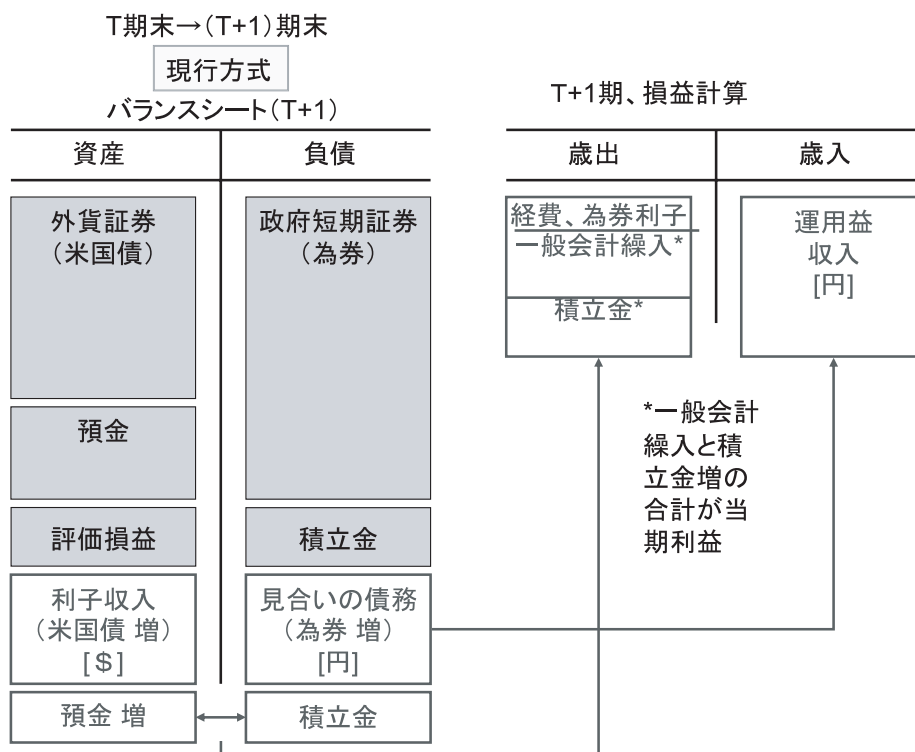 T期末→(T+1)期末
現行方式
バランスシート(T+1)
資産
負債
外貨証券
(米国債)
預金
評価損益
利子収入
(米国債 増)
[$]
預金 増
政府短期証券
(為券)
積立金
見合いの債務
(為券 増)
[円]
積立金
T+1期、損益計算
歳出
歳入
経費、為券利子
一般会計繰入*
積立金*
運用益
収入
[円]
*一般会計
繰入と積
立金増の
合計が当
期利益